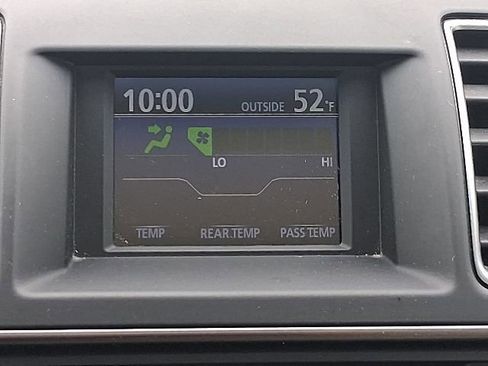 10:00 OUTSIDE 52°F
LO HI
TEMP REAR TEMP PASS TEMP